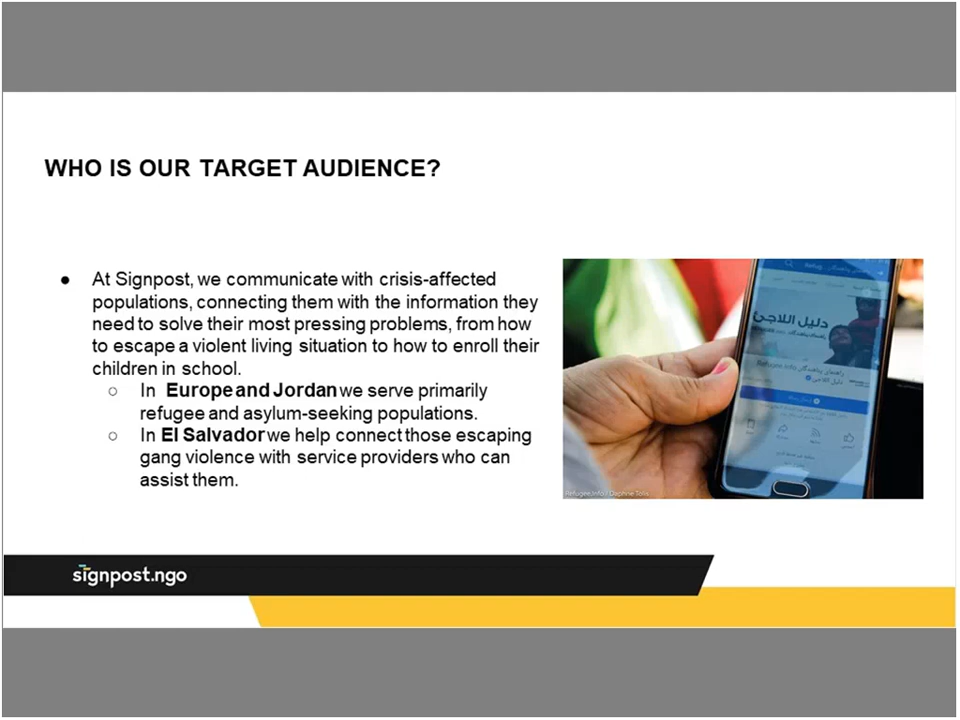 WHO IS OUR TARGET AUDIENCE?
● At Signpost, we communicate with crisis-affected
populations, connecting them with the information they
need to solve their most pressing problems, from how
to escape a violent living situation to how to enroll their
children in school.
○ In Europe and Jordan we serve primarily
refugee and asylum-seeking populations.
○ In El Salvador we help connect those escaping
gang violence with service providers who can
assist them.
دليل اللاجئ
Refugee.Info
دليل اللاجئ
Refugee.Info / Daphne Tolis
signpost.ngo